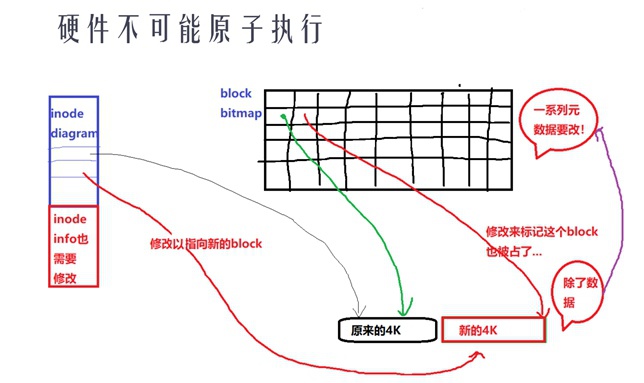 硬件不可能原子执行
inode
diagram
block
bitmap
一系列元
数据要改！
inode
info也
需要
修改
修改以指向新的block
修改来标记这个block
也被占了...
除了数
据
原来的4K
新的4K